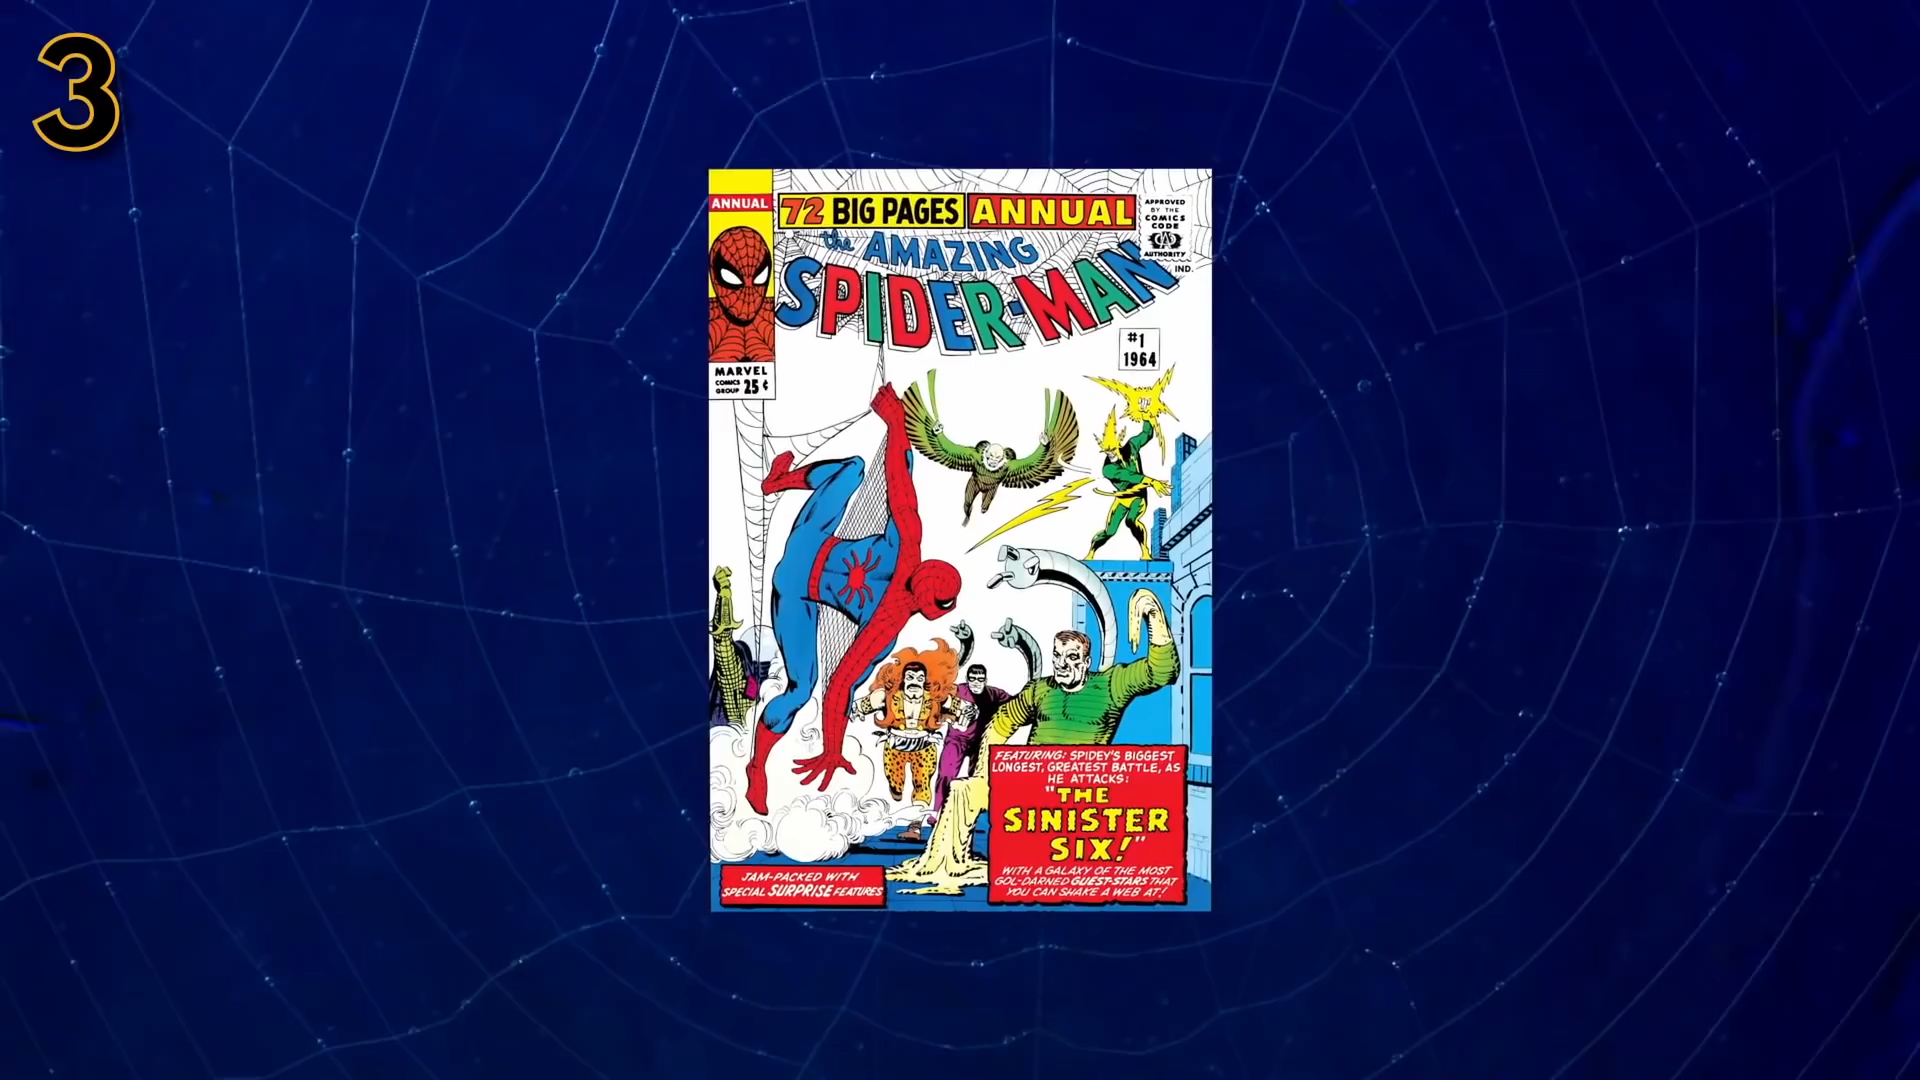 3
ANNUAL
72 BIG PAGES ANNUAL
APPROVED
BY THE
COMICS
CODE
CA
AUTHORITY
the AMAZING
IND.
SPIDER-MAN
#1
1964
MARVEL
COMICS
GROUP 25¢
FEATURING: SPIDEY'S BIGGEST
LONGEST, GREATEST BATTLE, AS
HE ATTACKS:
"THE
SINISTER
SIX!"
WITH A GALAXY OF THE MOST
GOL-DARNED GUEST-STARS THAT
YOU CAN SHAKE A WEB AT!
JAM-PACKED WITH
SPECIAL SURPRISE FEATURES